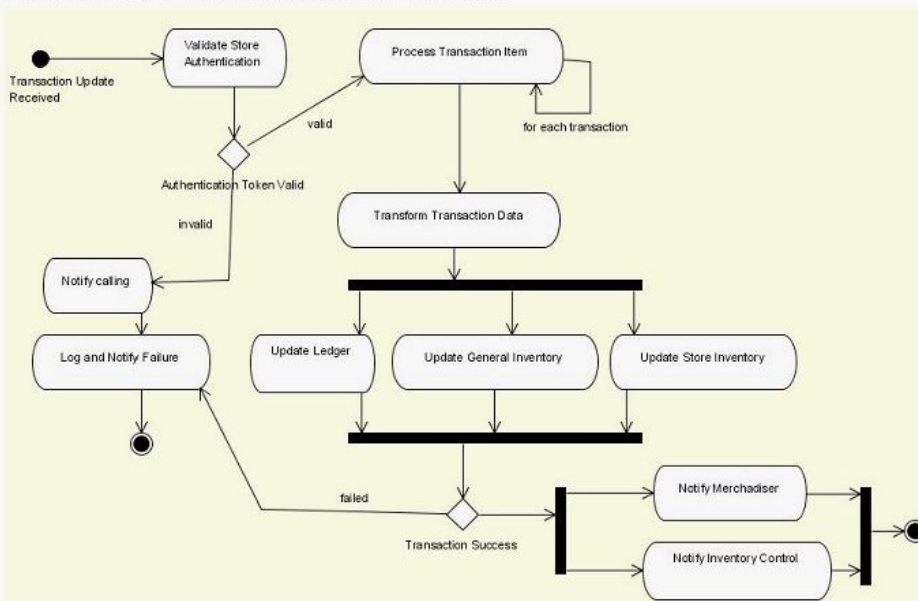 Validate Store
Authentication
Process Transaction Item
Transaction Update
Received
for each transaction
valid
Authentication Token Valid
invalid
Transform Transaction Data
Notify calling
Log and Notify Failure
Update Ledger
Update General Inventory
Update Store Inventory
failed
Transaction Success
Notify Merchadiser
Notify Inventory Control